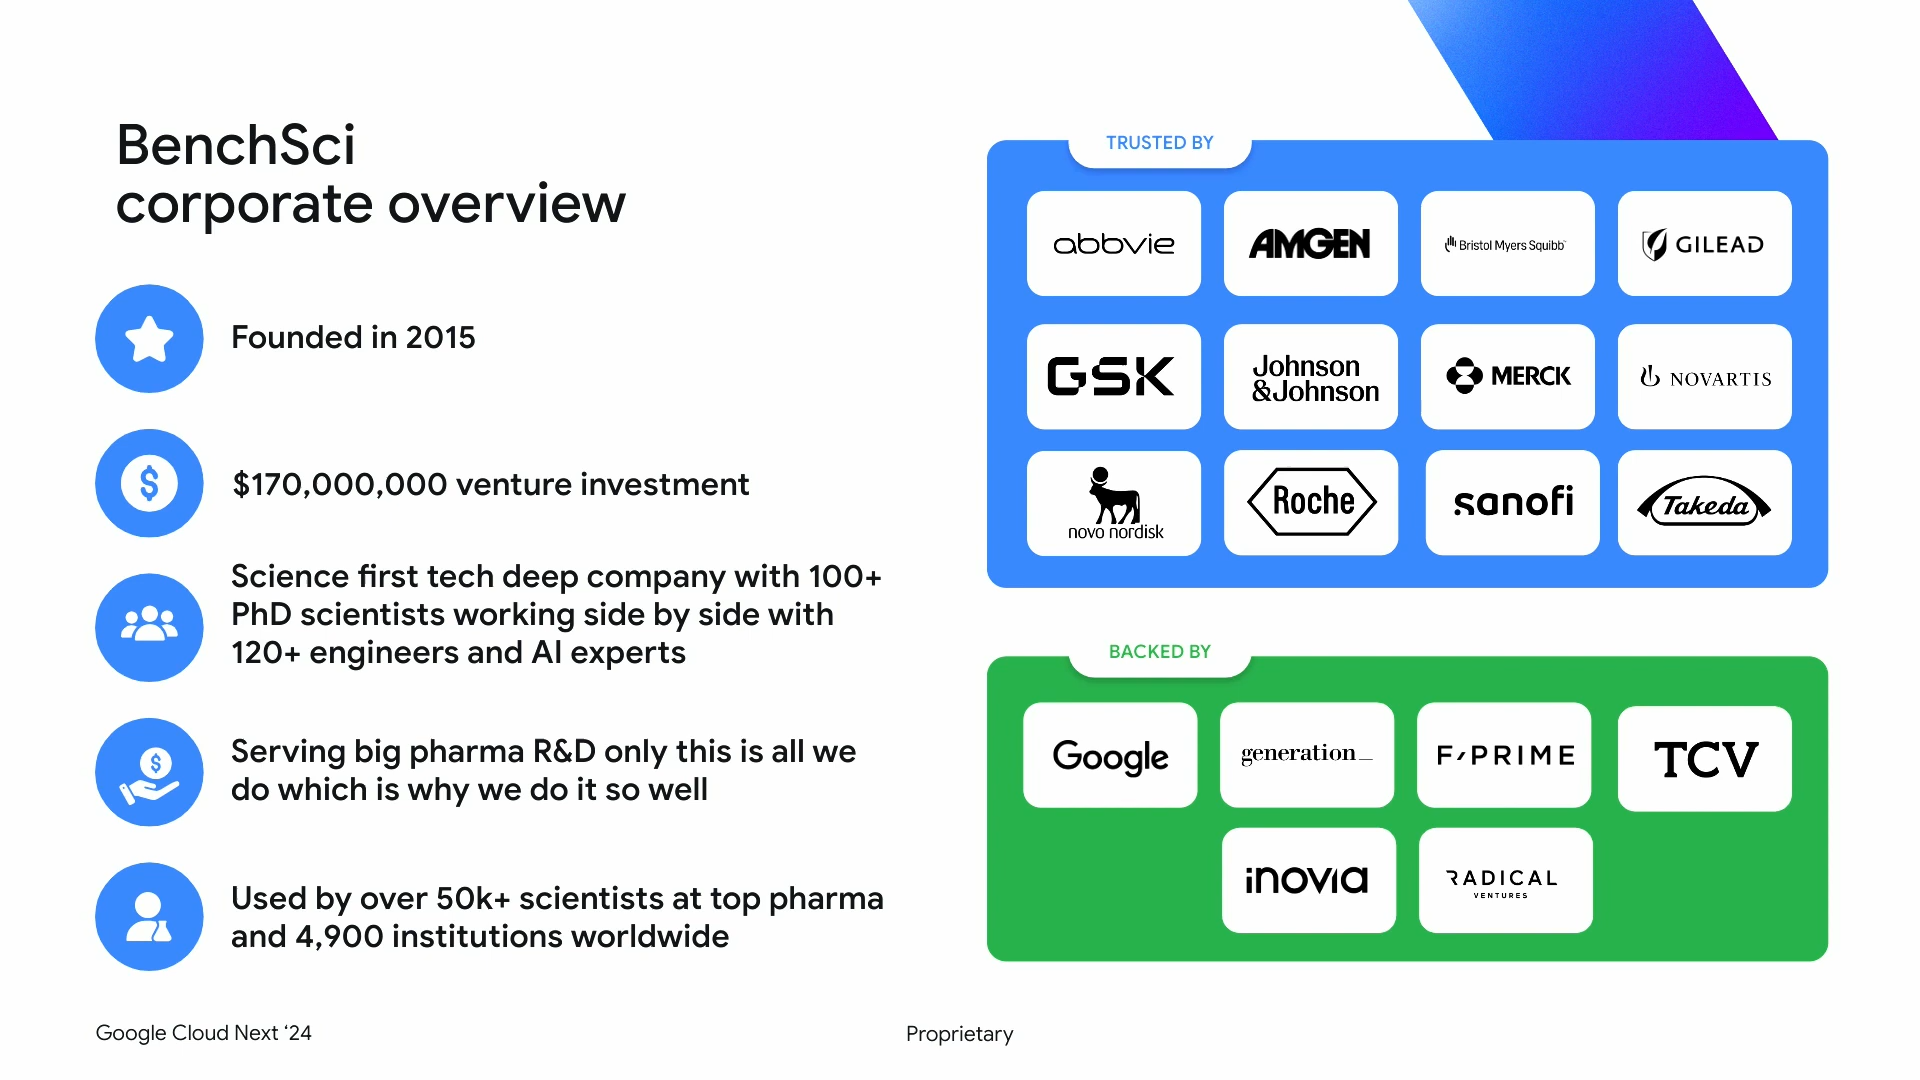 BenchSci
corporate overview
Founded in 2015
$170,000,000 venture investment
Science first tech deep company with 100+
PhD scientists working side by side with
120+ engineers and AI experts
Serving big pharma R&D only this is all we
do which is why we do it so well
Used by over 50k+ scientists at top pharma
and 4,900 institutions worldwide
TRUSTED BY
abbvie
AMGEN
Bristol Myers Squibb
GILEAD
GSK
Johnson
&Johnson
MERCK
NOVARTIS
novo nordisk
Roche
sanofi
Takeda
BACKED BY
Google
generation_
F/PRIME
TCV
inovia
RADICAL
VENTURES
Google Cloud Next ‘24
Proprietary